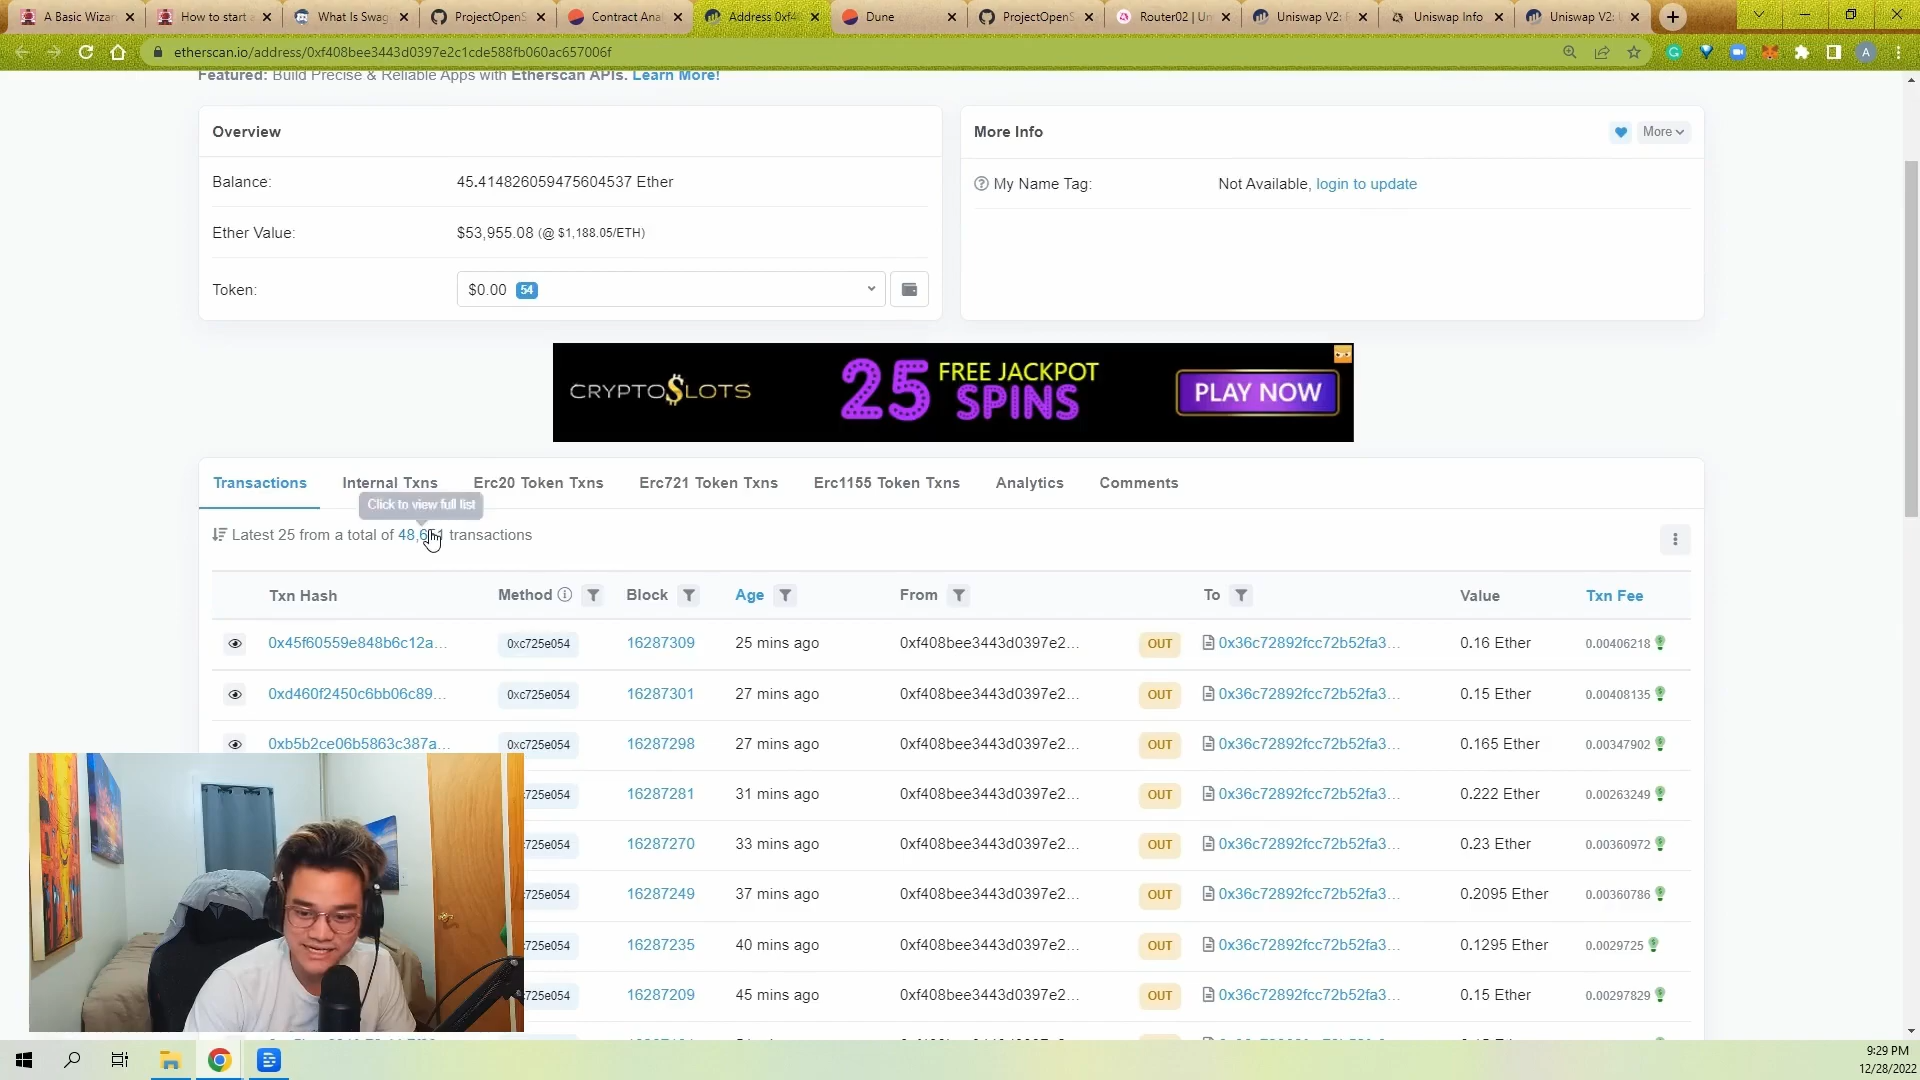 A Basic Wizar
How to start a
What Is Swag
ProjectOpenS
Contract Anal
Address 0xf4
Dune
ProjectOpenS
Router02 | Un
Uniswap V2: F
Uniswap Info
Uniswap V2:
etherscan.io/address/0xf408bee3443d0397e2c1cde588fb060ac657006f
Featured: Build Precise & Reliable Apps with Etherscan APIs. Learn More!
Overview
Balance: 45.414826059475604537 Ether
Ether Value: $53,955.08 (@ $1,188.05/ETH)
Token: $0.00 54
More Info
More
My Name Tag: Not Available, login to update
CRYPTO$LOTS 25 FREE JACKPOT SPINS PLAY NOW
Transactions Internal Txns Erc20 Token Txns Erc721 Token Txns Erc1155 Token Txns Analytics Comments
Click to view full list
Latest 25 from a total of transactions
Txn Hash Method Block Age From To Value Txn Fee
0x45f60559e848b6c12a... 0xc725e054 16287309 25 mins ago 0xf408bee3443d0397e2... OUT 0x36c72892fcc72b52fa3... 0.16 Ether 0.00406218
0xd460f2450c6bb06c89... 0xc725e054 16287301 27 mins ago 0xf408bee3443d0397e2... OUT 0x36c72892fcc72b52fa3... 0.15 Ether 0.00408135
0xb5b2ce06b5863c387a... 0xc725e054 16287298 27 mins ago 0xf408bee3443d0397e2... OUT 0x36c72892fcc72b52fa3... 0.165 Ether 0.00347902
c725e054 16287281 31 mins ago 0xf408bee3443d0397e2... OUT 0x36c72892fcc72b52fa3... 0.222 Ether 0.00263249
c725e054 16287270 33 mins ago 0xf408bee3443d0397e2... OUT 0x36c72892fcc72b52fa3... 0.23 Ether 0.00360972
c725e054 16287249 37 mins ago 0xf408bee3443d0397e2... OUT 0x36c72892fcc72b52fa3... 0.2095 Ether 0.00360786
c725e054 16287235 40 mins ago 0xf408bee3443d0397e2... OUT 0x36c72892fcc72b52fa3... 0.1295 Ether 0.0029725
c725e054 16287209 45 mins ago 0xf408bee3443d0397e2... OUT 0x36c72892fcc72b52fa3... 0.15 Ether 0.00297829
9:29 PM
12/28/2022